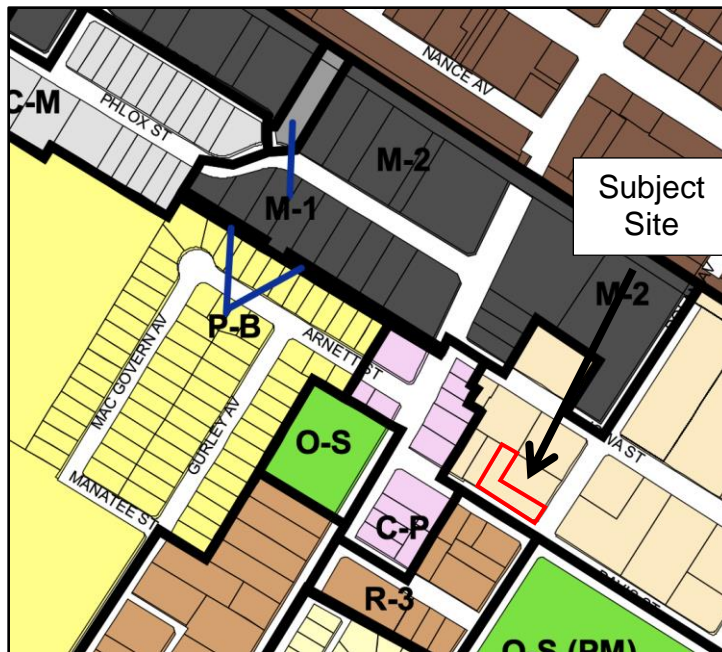 NANCE AV
C-M
PHLOX ST
M-2
Subject
Site
M-1
M-2
P-B
ARNETT ST
MAC GOVERN AV
GURLEY AV
O-S
MANATEE ST
C-P
R-3
DAVIS ST
O-S (PM)